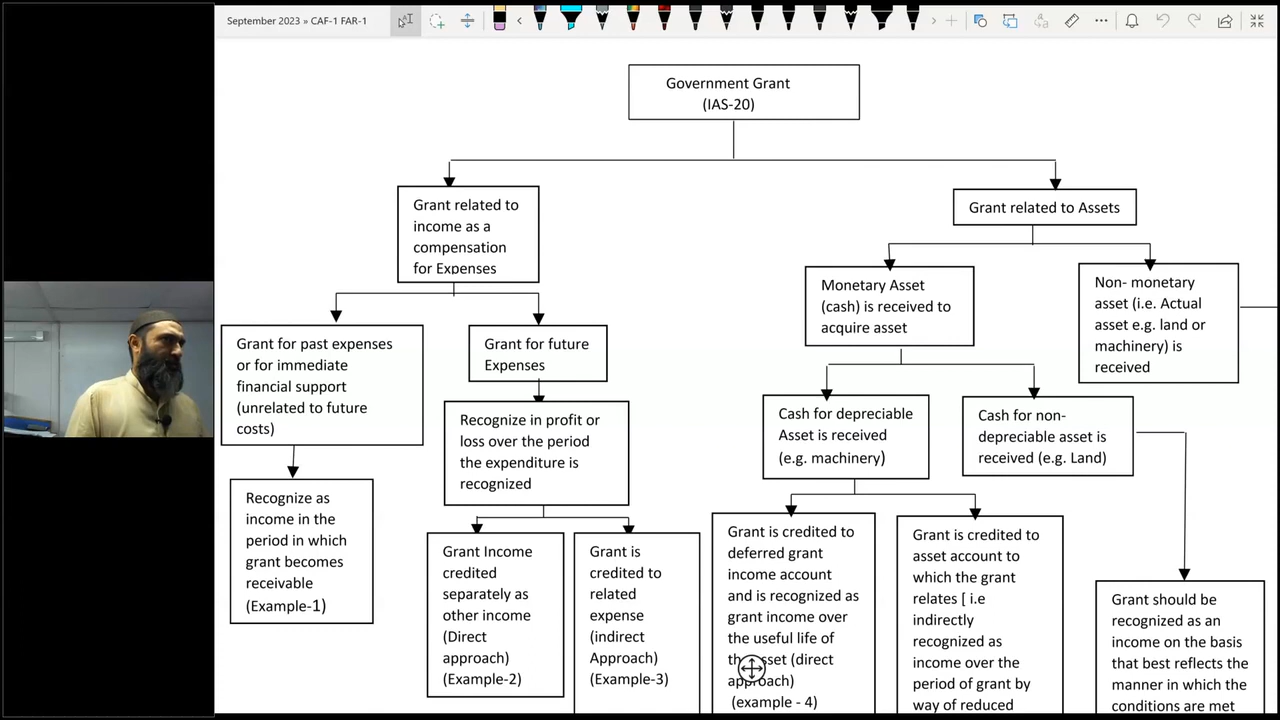 September 2023 » CAF-1 FAR-1
Government Grant
(IAS-20)
Grant related to
income as a
compensation
for Expenses
Grant related to Assets
Monetary Asset
(cash) is received to
acquire asset
Non- monetary
asset (i.e. Actual
asset e.g. land or
machinery) is
received
Grant for past expenses
or for immediate
financial support
(unrelated to future
costs)
Grant for future
Expenses
Recognize in profit or
loss over the period
the expenditure is
recognized
Cash for depreciable
Asset is received
(e.g. machinery)
Cash for non-
depreciable asset is
received (e.g. Land)
Recognize as
income in the
period in which
grant becomes
receivable
(Example-1)
Grant Income
credited
separately as
other income
(Direct
approach)
(Example-2)
Grant is
credited to
related
expense
(indirect
Approach)
(Example-3)
Grant is credited to
deferred grant
income account
and is recognized as
grant income over
the useful life of
the asset (direct
approach)
(example - 4)
Grant is credited to
asset account to
which the grant
relates [ i.e
indirectly
recognized as
income over the
period of grant by
way of reduced
Grant should be
recognized as an
income on the basis
that best reflects the
manner in which the
conditions are met